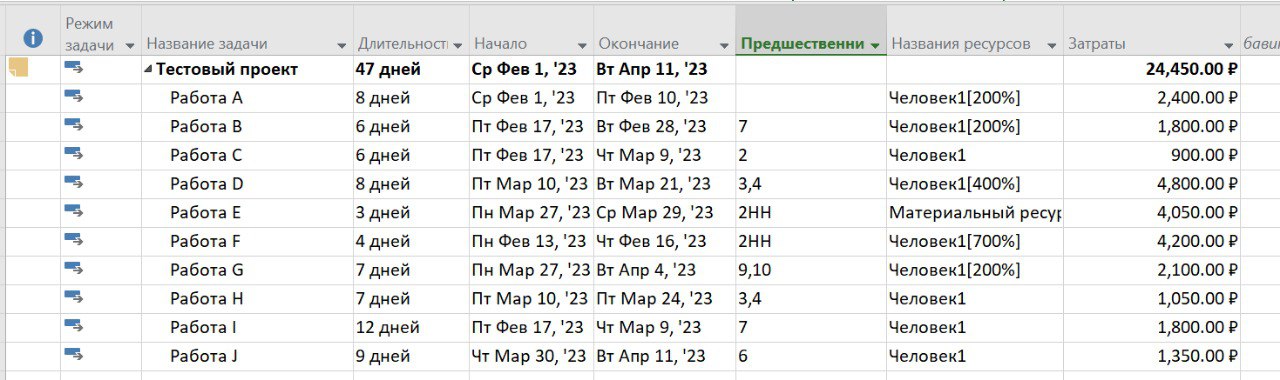 Режим задачи Название задачи Длительност Начало Окончание Предшественни Названия ресурсов Затраты
Тестовый проект 47 дней Ср Фев 1, '23 Вт Апр 11, '23 24,450.00 ₽
Работа A 8 дней Ср Фев 1, '23 Пт Фев 10, '23 Человек1[200%] 2,400.00 ₽
Работа B 6 дней Пт Фев 17, '23 Вт Фев 28, '23 7 Человек1[200%] 1,800.00 ₽
Работа C 6 дней Пт Фев 17, '23 Чт Мар 9, '23 2 Человек1 900.00 ₽
Работа D 8 дней Пт Мар 10, '23 Вт Мар 21, '23 3,4 Человек1[400%] 4,800.00 ₽
Работа E 3 дней Пн Мар 27, '23 Ср Мар 29, '23 2НН Материальный ресур 4,050.00 ₽
Работа F 4 дней Пн Фев 13, '23 Чт Фев 16, '23 2НН Человек1[700%] 4,200.00 ₽
Работа G 7 дней Пн Мар 27, '23 Вт Апр 4, '23 9,10 Человек1[200%] 2,100.00 ₽
Работа H 7 дней Пт Мар 10, '23 Пт Мар 24, '23 3,4 Человек1 1,050.00 ₽
Работа I 12 дней Пт Фев 17, '23 Чт Мар 9, '23 7 Человек1 1,800.00 ₽
Работа J 9 дней Чт Мар 30, '23 Вт Апр 11, '23 6 Человек1 1,350.00 ₽